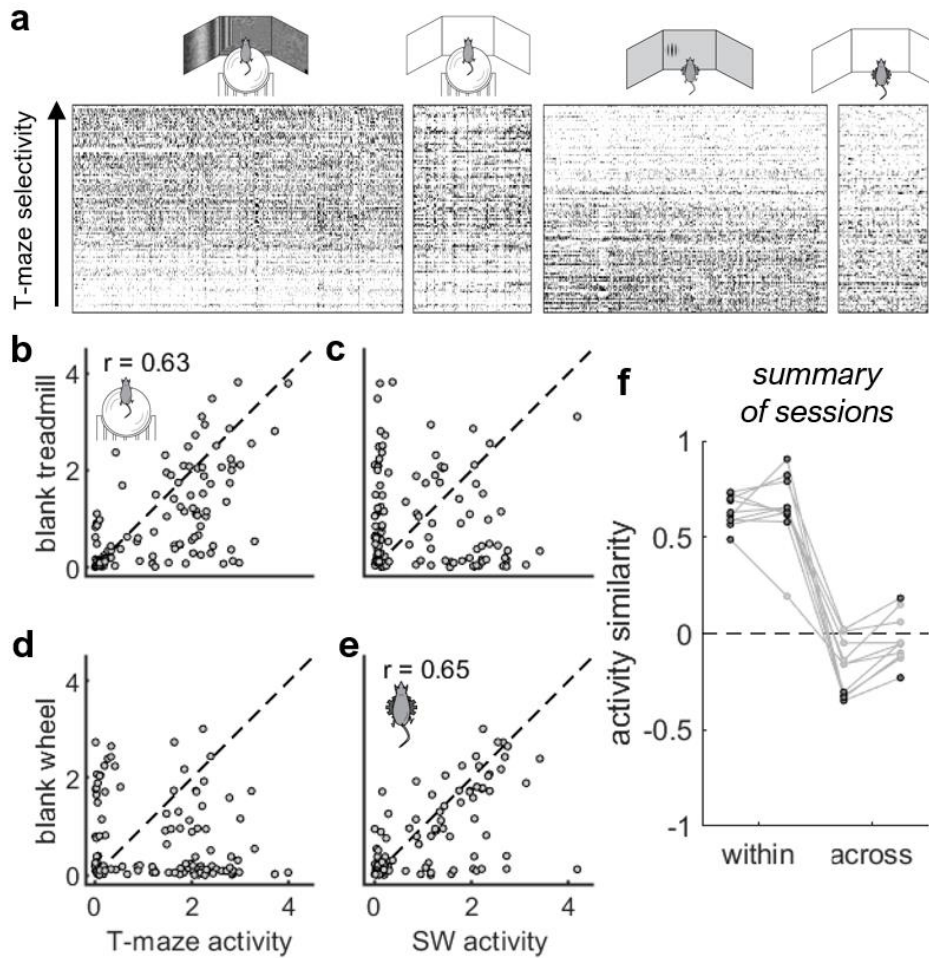 a
T-maze selectivity
b
r = 0.63
4
2
0
blank treadmill
c
d
4
2
0
blank wheel
0
2
4
T-maze activity
e
r = 0.65
0
2
4
SW activity
f
summary
of sessions
1
0.5
0
-0.5
-1
activity similarity
within
across